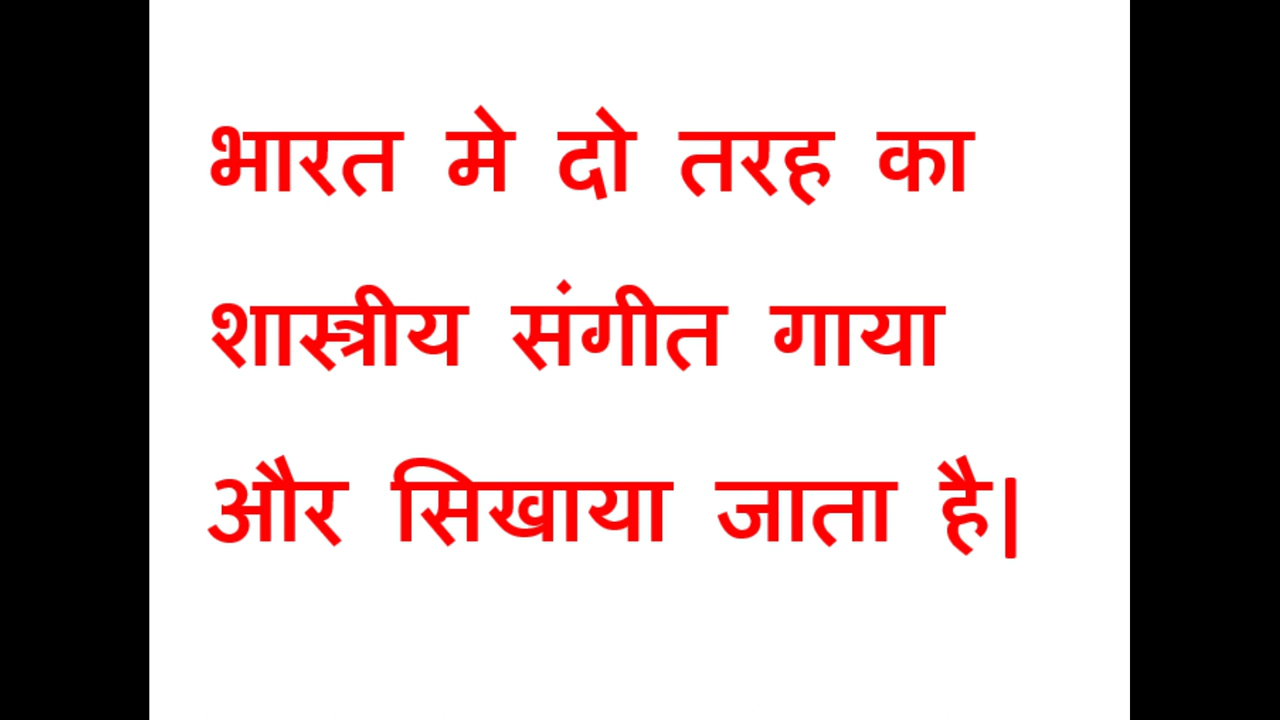 भारत मे दो तरह का
शास्त्रीय संगीत गाया
और सिखाया जाता है|